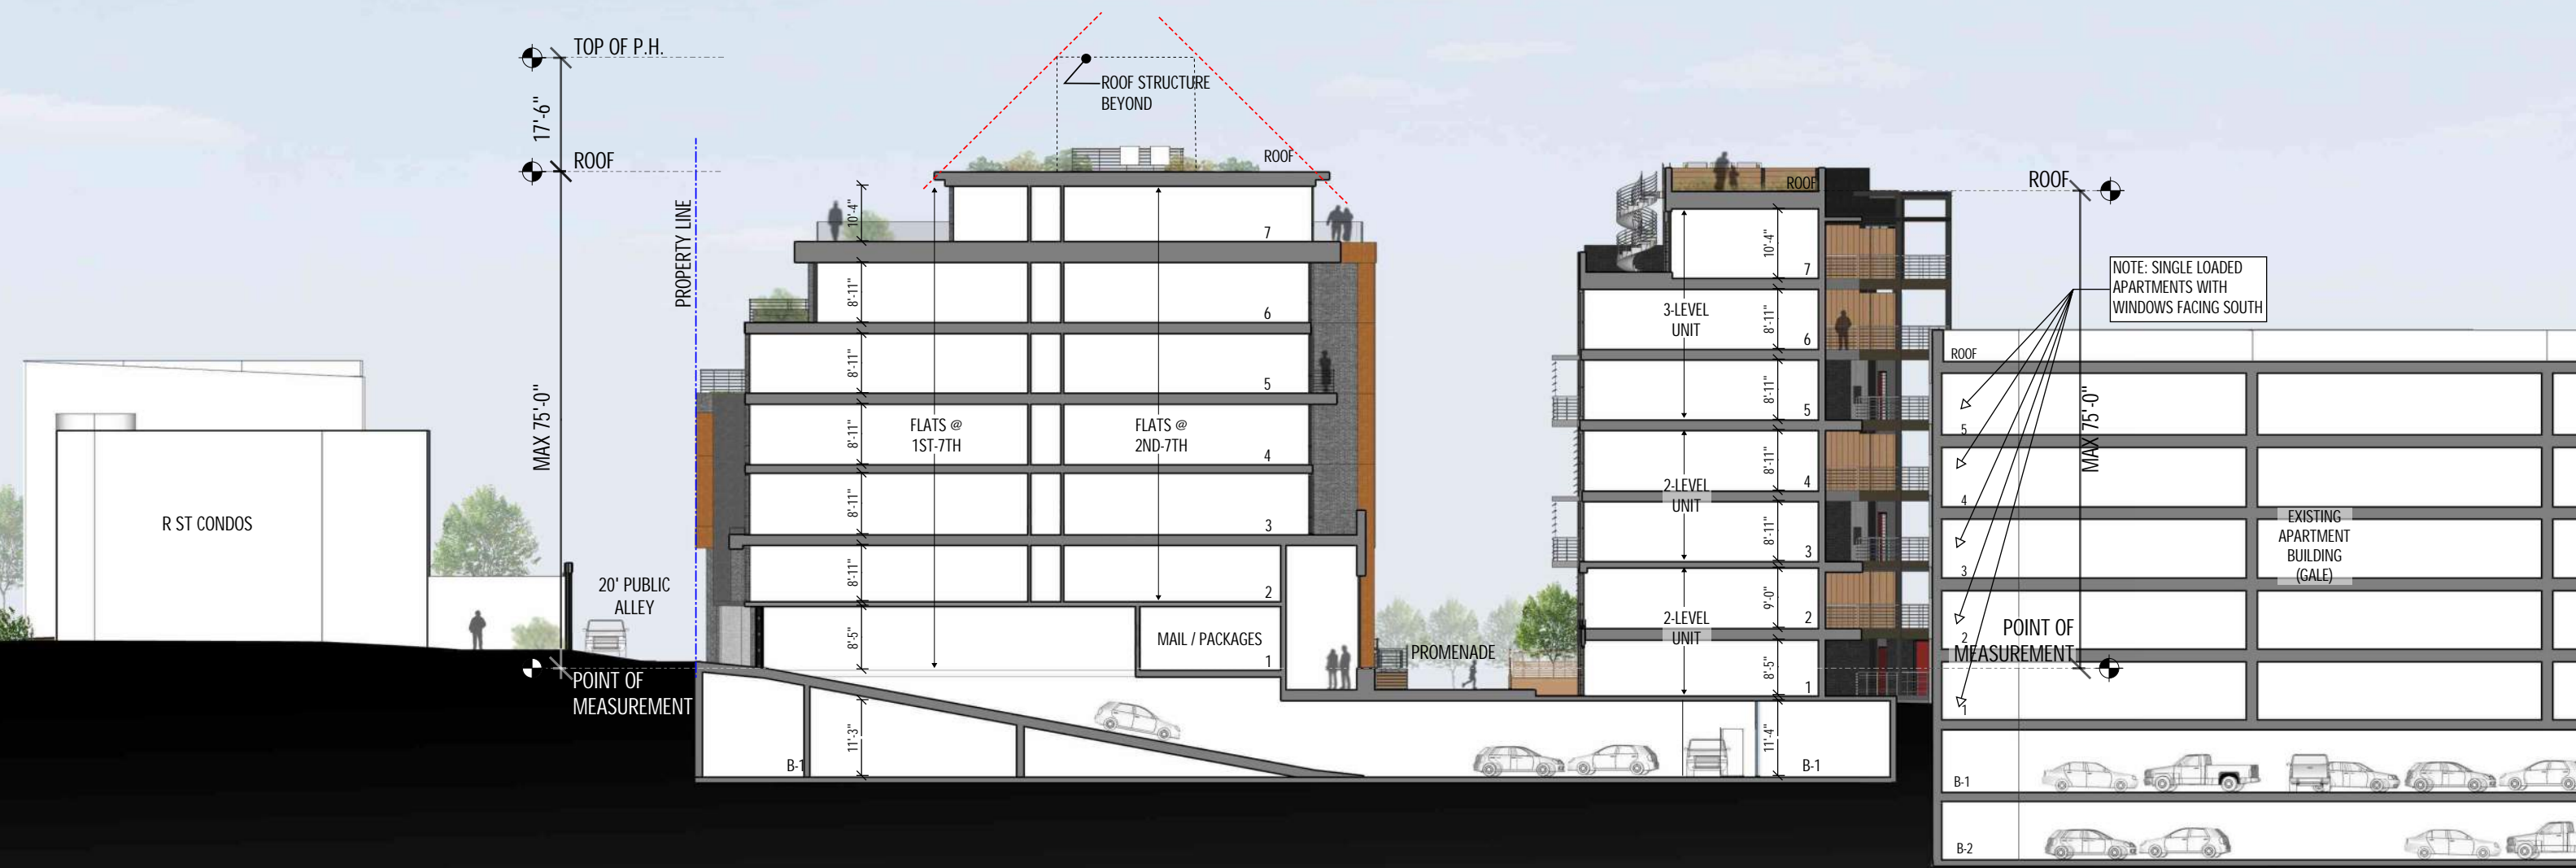 TOP OF P.H.
17'-6"
ROOF
MAX 75'-0"
POINT OF
MEASUREMENT
R ST CONDOS
20' PUBLIC
ALLEY
PROPERTY LINE
ROOF STRUCTURE
BEYOND
ROOF
10'-4"
7
8'-11"
6
8'-11"
5
8'-11"
4
8'-11"
3
8'-11"
2
8'-5"
1
11'-3"
B-1
FLATS @
1ST-7TH
FLATS @
2ND-7TH
MAIL / PACKAGES
PROMENADE
ROOF
10'-4"
7
8'-11"
6
8'-11"
5
8'-11"
4
8'-11"
3
9'-0"
2
8'-5"
1
11'-4"
B-1
3-LEVEL
UNIT
2-LEVEL
UNIT
2-LEVEL
UNIT
ROOF
MAX 75'-0"
POINT OF
MEASUREMENT
NOTE: SINGLE LOADED
APARTMENTS WITH
WINDOWS FACING SOUTH
ROOF
5
4
3
2
1
B-1
B-2
EXISTING
APARTMENT
BUILDING
(GALE)